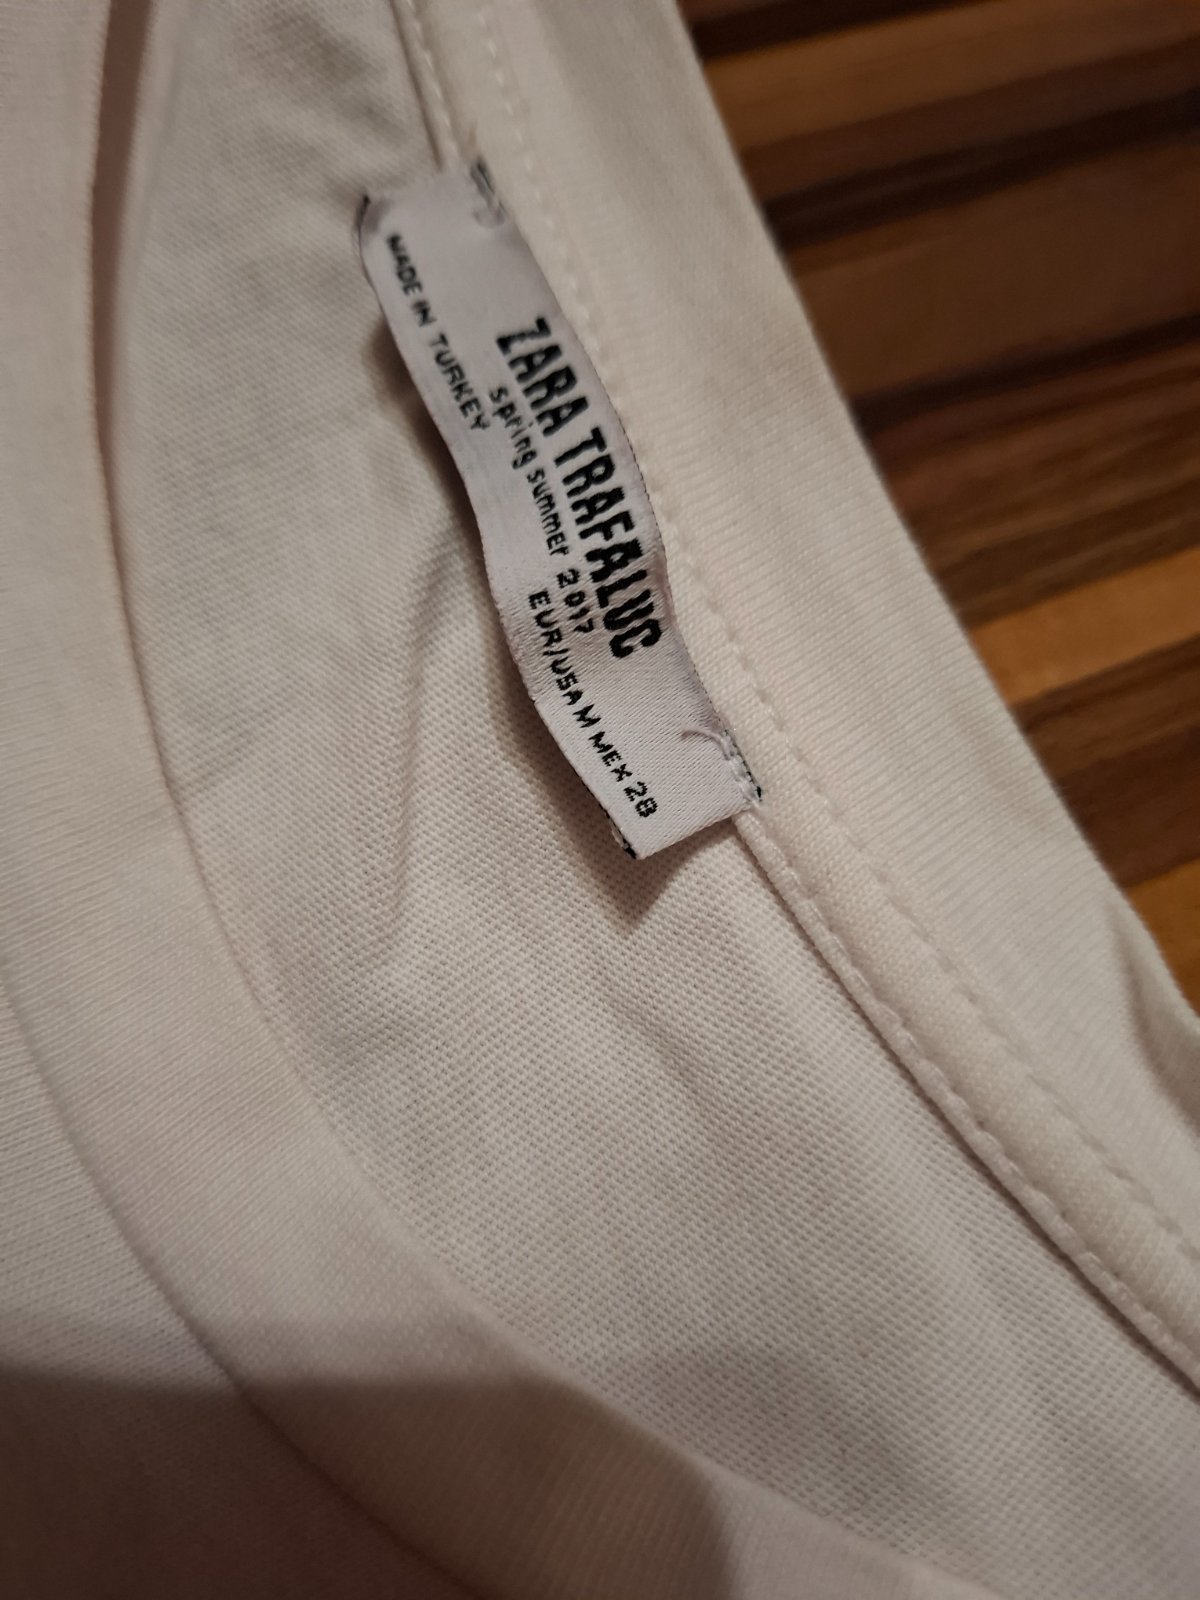 ZARA TRAFALUC
spring summer 2017
MADE IN TURKEY
EUR/USA M MEX 28